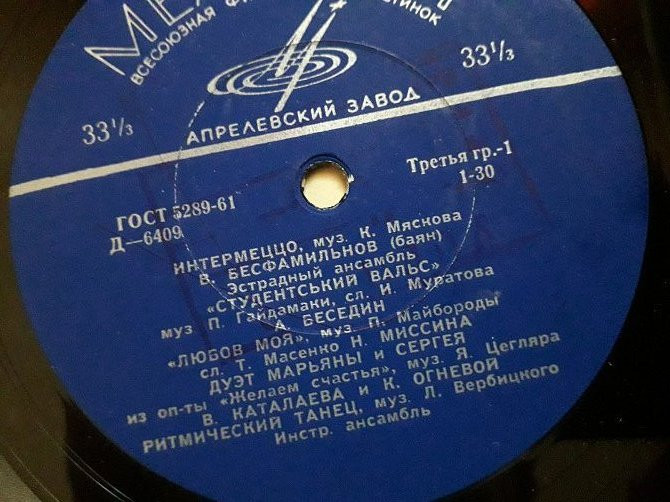 ВСЕСОЮЗНАЯ
АПРЕЛЕВСКИЙ ЗАВОД
33⅓
33⅓
ГОСТ 5289-61
Д—6409
Третья гр.-1
1-30
ИНТЕРМЕЦЦО, муз. К. Мяскова
В. БЕСФАМИЛЬНОВ (баян)
Эстрадный ансамбль
«СТУДЕНТСЬКИЙ ВАЛЬС»
муз П. Гайдамаки, сл. И. Муратова
А БЕСЕДИН
«ЛЮБОВ МОЯ», муз. П. Майбороды
сл. Т. Масенко Н. МИССИНА
ДУЭТ МАРЬЯНЫ и СЕРГЕЯ
из оп-ты «Желаем счастья», муз. Я. Цегляра
В. КАТАЛАЕВА и К. ОГНЕВОЙ
РИТМИЧЕСКИЙ ТАНЕЦ, муз. Л. Вербицкого
Инстр. ансамбль